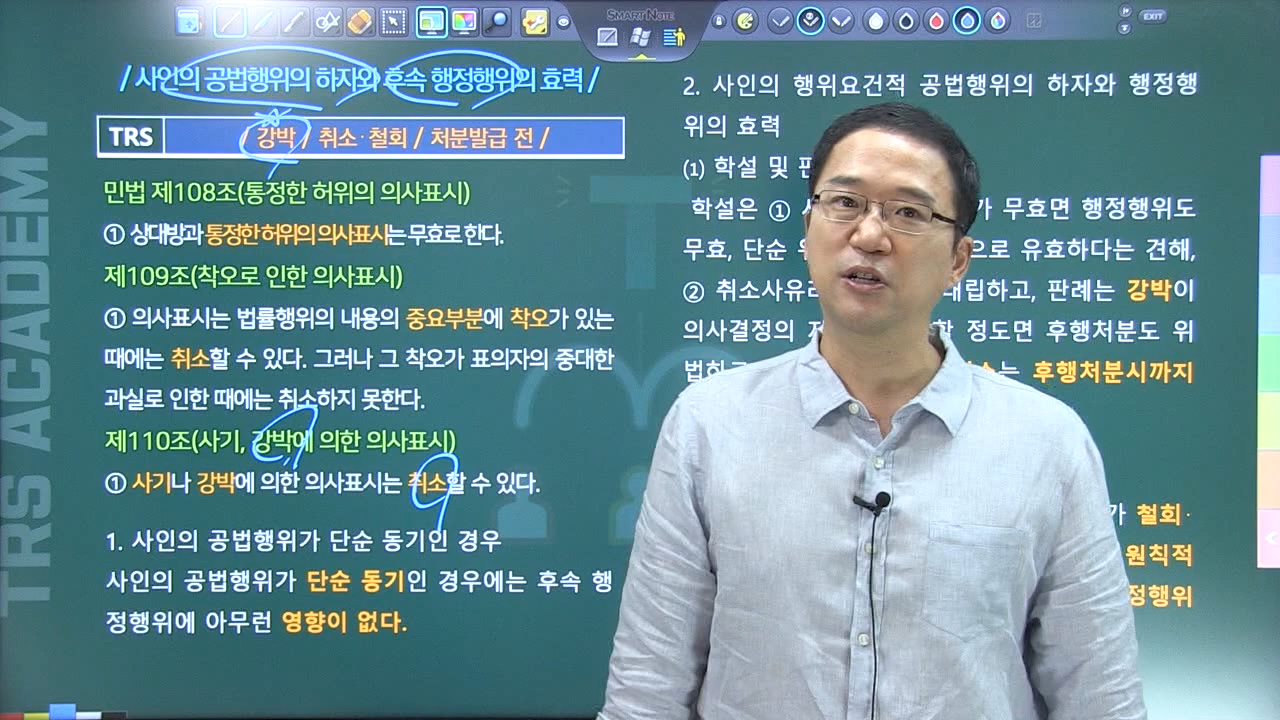 SMARTNOTE
EXIT
TRS ACADEMY
/ 사인의 공법행위의 하자와 후속 행정행위의 효력 /
TRS / 강박 / 취소·철회 / 처분발급 전 /
민법 제108조(통정한 허위의 의사표시)
① 상대방과 통정한 허위의 의사표시는 무효로 한다.
제109조(착오로 인한 의사표시)
① 의사표시는 법률행위의 내용의 중요부분에 착오가 있는
때에는 취소할 수 있다. 그러나 그 착오가 표의자의 중대한
과실로 인한 때에는 취소하지 못한다.
제110조(사기, 강박에 의한 의사표시)
① 사기나 강박에 의한 의사표시는 취소할 수 있다.
1. 사인의 공법행위가 단순 동기인 경우
사인의 공법행위가 단순 동기인 경우에는 후속 행
정행위에 아무런 영향이 없다.
2. 사인의 행위요건적 공법행위의 하자와 행정행
위의 효력
(1) 학설 및
학설은 ① 가 무효면 행정행위도
무효, 단순 으로 유효하다는 견해,
② 취소사유 대립하고, 판례는 강박이
의사결정의 할 정도면 후행처분도 위
법하고 는 후행처분시까지
가 철회·
원칙적
정행위